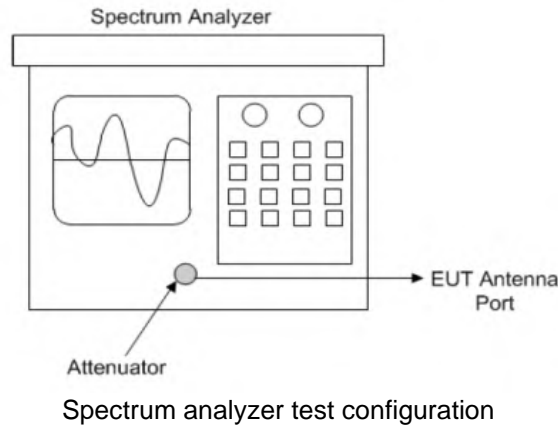 Spectrum Analyzer
EUT Antenna
Port
Attenuator
Spectrum analyzer test configuration